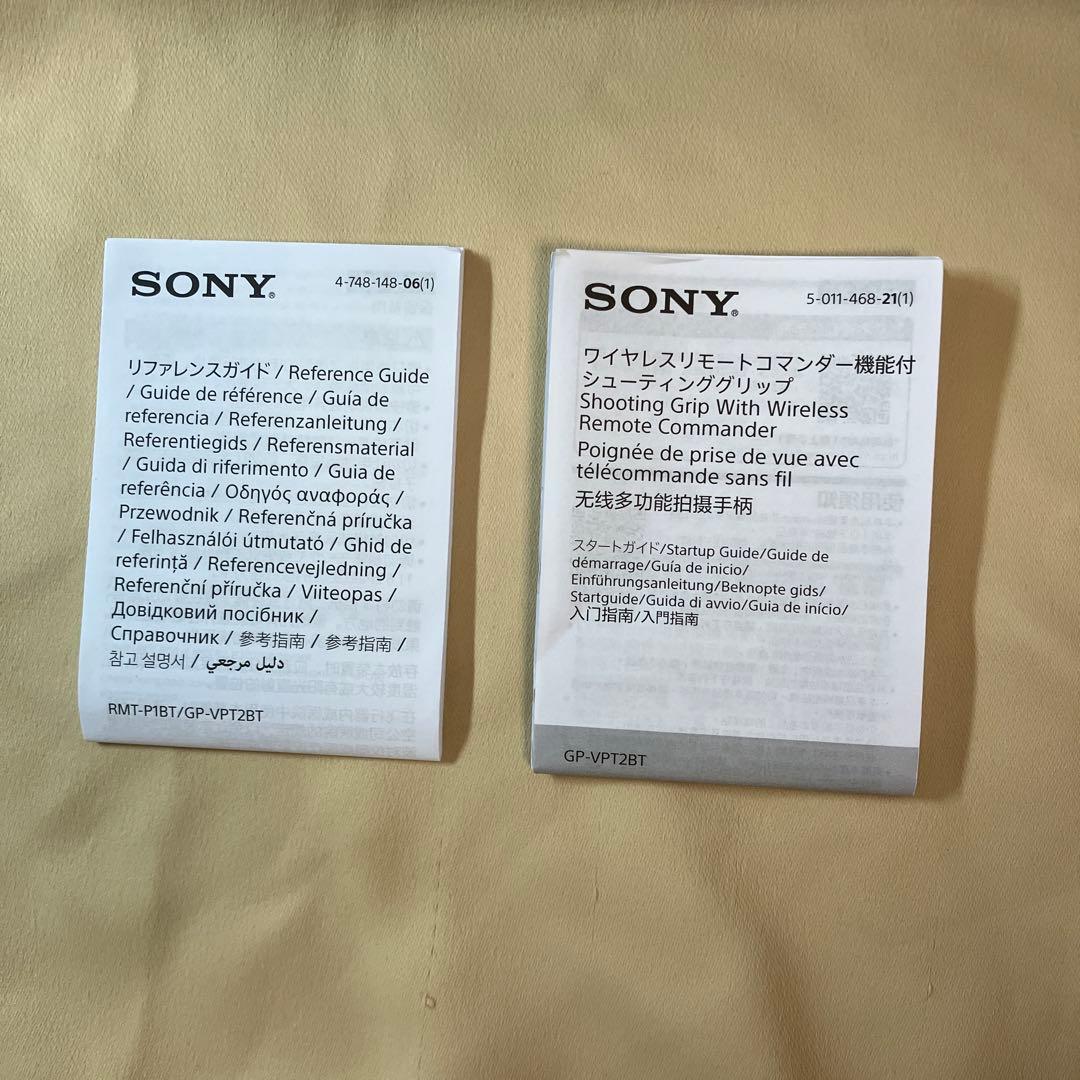 SONY®
4-748-148-06(1)
リファレンスガイド / Reference Guide
/ Guide de référence / Guía de
referencia / Referenzanleitung /
Referentiegids / Referensmaterial
/ Guida di riferimento / Guia de
referência / Οδηγός αναφοράς /
Przewodnik / Referenčná príručka
/ Felhasználói útmutató / Ghid de
referință / Referencevejledning /
Referenční příručka / Viiteopas /
Довідковий посібник /
Справочник / 參考指南 / 参考指南 /
참고 설명서 / دليل مرجعي
RMT-P1BT/GP-VPT2BT
SONY®
5-011-468-21(1)
ワイヤレスリモートコマンダー機能付
シューティンググリップ
Shooting Grip With Wireless
Remote Commander
Poignée de prise de vue avec
télécommande sans fil
无线多功能拍摄手柄
スタートガイド/Startup Guide/Guide de
démarrage/Guía de inicio/
Einführungsanleitung/Beknopte gids/
Startguide/Guida di avvio/Guia de início/
入门指南/入門指南
GP-VPT2BT